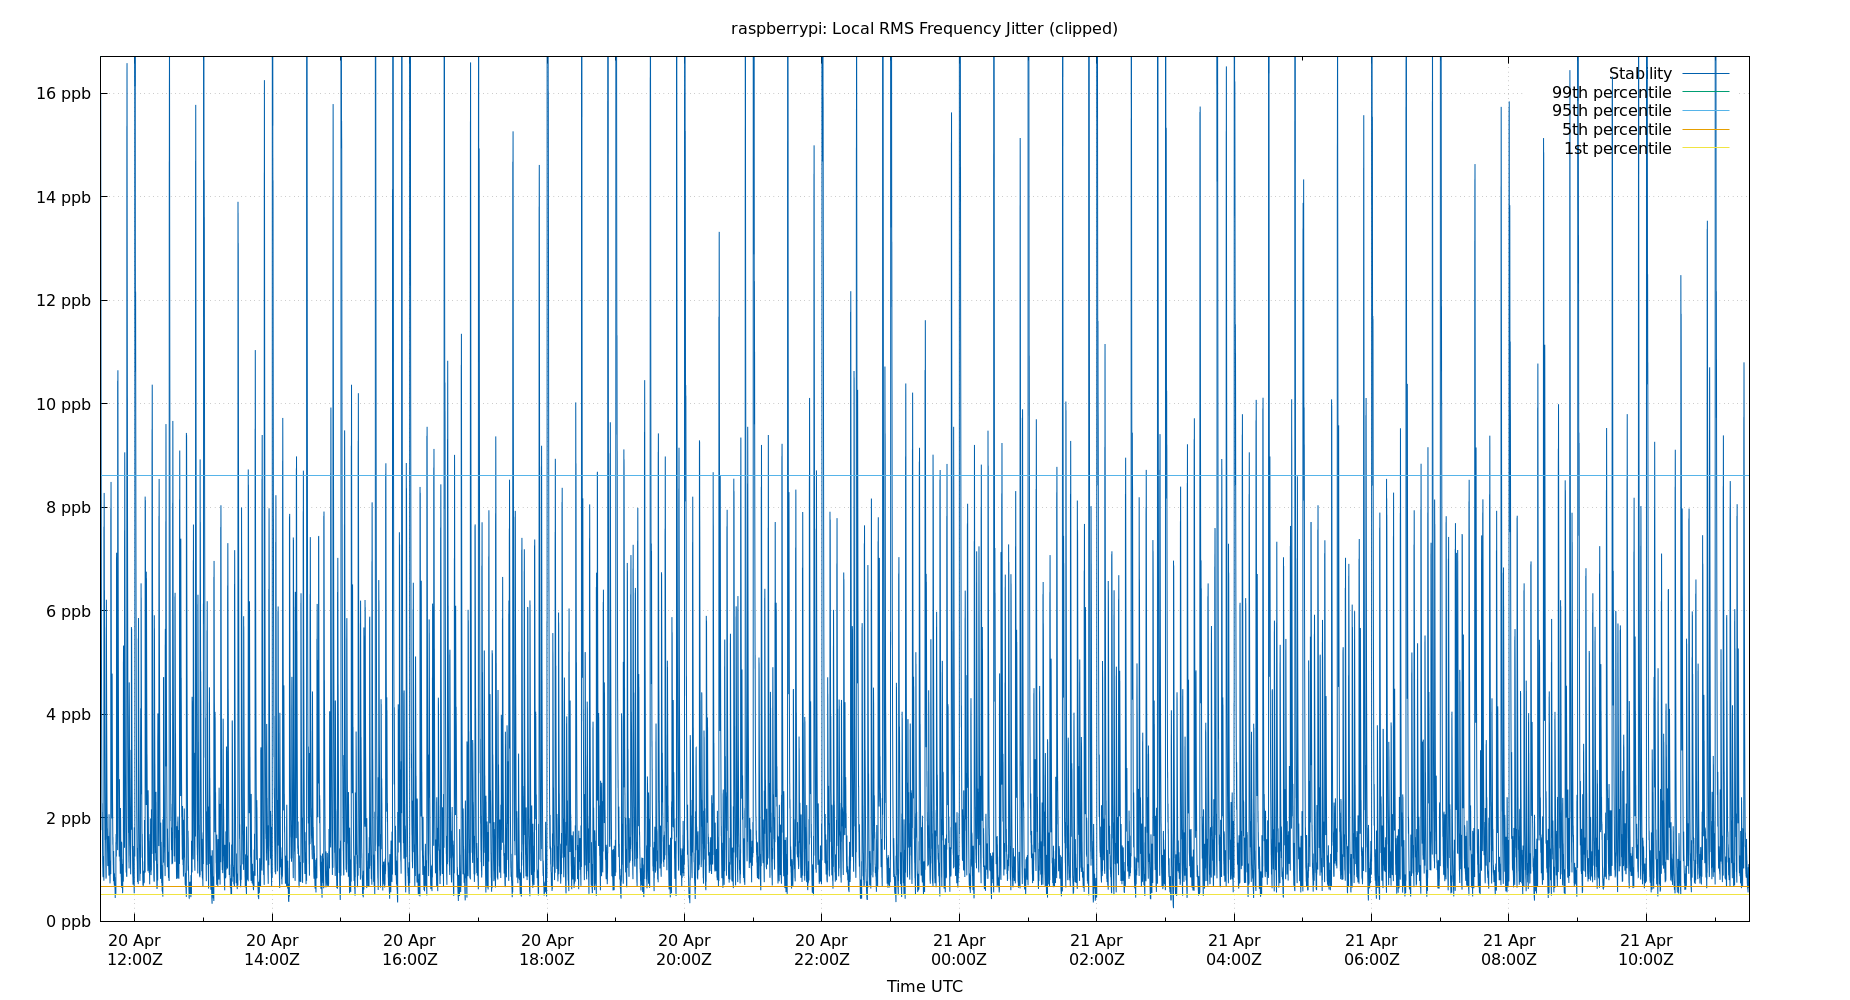 raspberrypi: Local RMS Frequency Jitter (clipped)
Stability
99th percentile
95th percentile
5th percentile
1st percentile
16 ppb
14 ppb
12 ppb
10 ppb
8 ppb
6 ppb
4 ppb
2 ppb
0 ppb
20 Apr 20 Apr 20 Apr 20 Apr 20 Apr 20 Apr 21 Apr 21 Apr 21 Apr 21 Apr 21 Apr 21 Apr
12:00Z 14:00Z 16:00Z 18:00Z 20:00Z 22:00Z 00:00Z 02:00Z 04:00Z 06:00Z 08:00Z 10:00Z
Time UTC